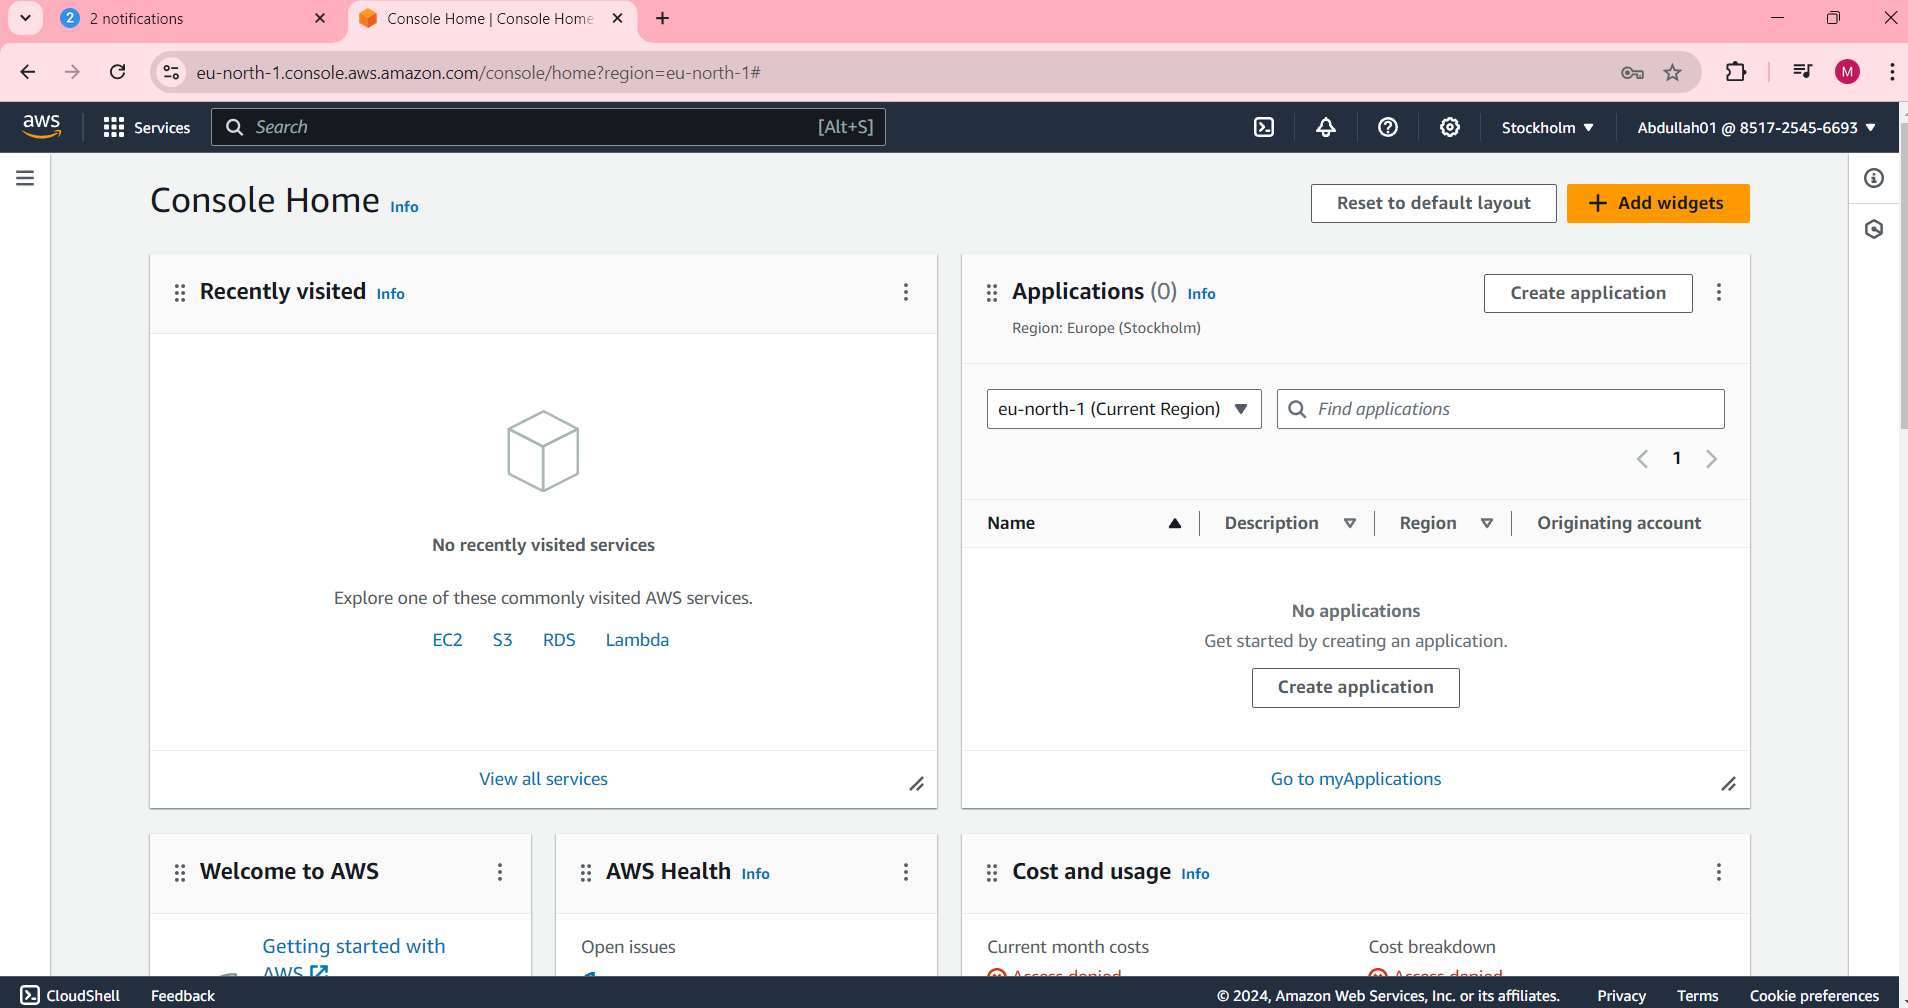 2 notifications
Console Home | Console Home
eu-north-1.console.aws.amazon.com/console/home?region=eu-north-1#
M
aws
Services
Search
[Alt+S]
Stockholm
Abdullah01 @ 8517-2545-6693
Console Home Info
Reset to default layout
Add widgets
Recently visited Info
No recently visited services
Explore one of these commonly visited AWS services.
EC2 S3 RDS Lambda
View all services
Applications (0) Info
Region: Europe (Stockholm)
Create application
eu-north-1 (Current Region)
Find applications
1
Name Description Region Originating account
No applications
Get started by creating an application.
Create application
Go to myApplications
Welcome to AWS
Getting started with
AWS
AWS Health Info
Open issues
Cost and usage Info
Current month costs
Access denied
Cost breakdown
Access denied
CloudShell
Feedback
© 2024, Amazon Web Services, Inc. or its affiliates.
Privacy
Terms
Cookie preferences